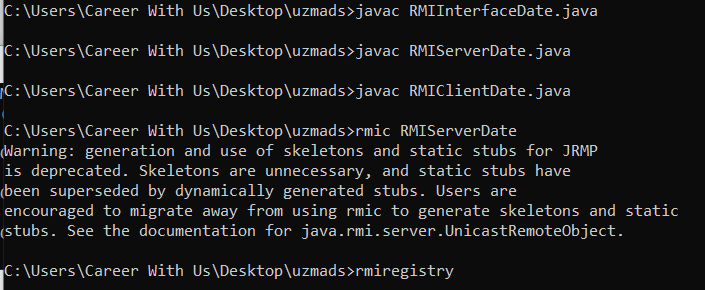 C:\Users\Career With Us\Desktop\uzmads>javac RMIInterfaceDate.java
C:\Users\Career With Us\Desktop\uzmads>javac RMIServerDate.java
C:\Users\Career With Us\Desktop\uzmads>javac RMIClientDate.java
C:\Users\Career With Us\Desktop\uzmads>rmic RMIServerDate
Warning: generation and use of skeletons and static stubs for JRMP
is deprecated. Skeletons are unnecessary, and static stubs have
been superseded by dynamically generated stubs. Users are
encouraged to migrate away from using rmic to generate skeletons and static
stubs. See the documentation for java.rmi.server.UnicastRemoteObject.
C:\Users\Career With Us\Desktop\uzmads>rmiregistry